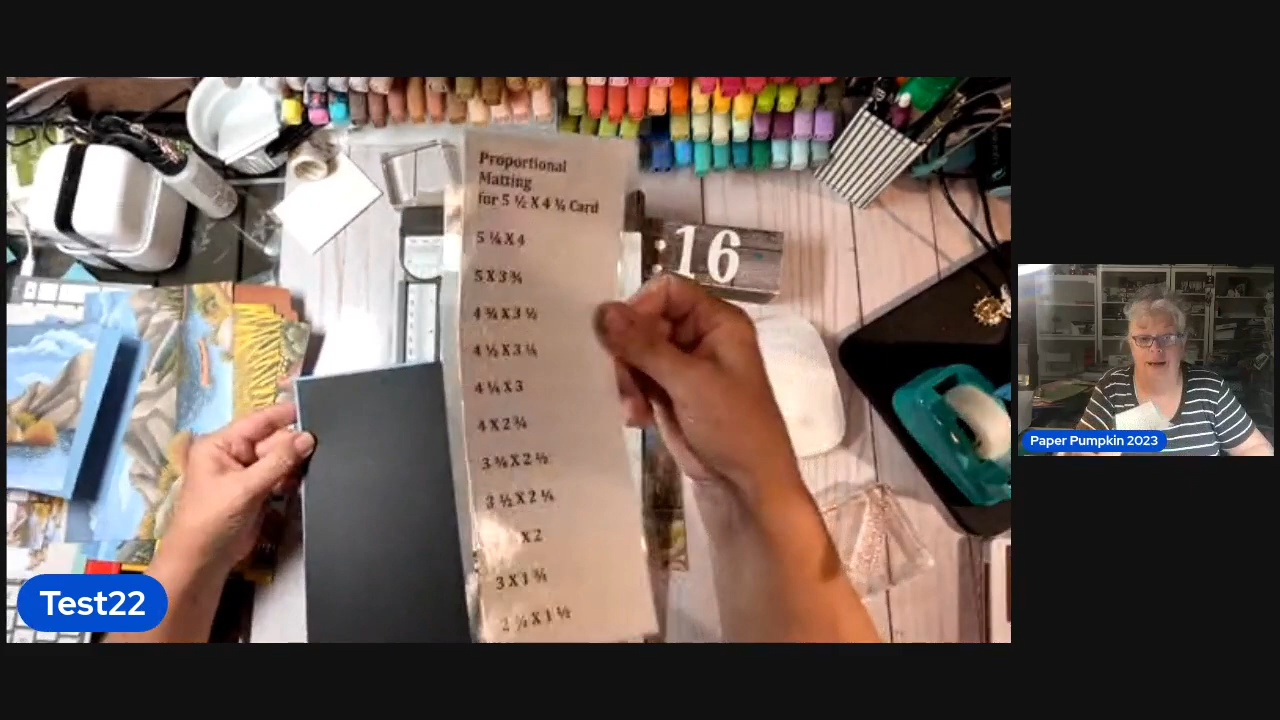 Proportional
Matting
for 5 ½ X 4 ¼ Card
5 ¼ X 4
5 X 3 ¾
4 ¾ X 3 ½
4 ½ X 3 ¼
4 ¼ X 3
4 X 2 ¾
3 ¾ X 2 ½
3 ½ X 2 ¼
X 2
3 X 1 ¾
2 ¾ X 1 ½
:16
Test22
Paper Pumpkin 2023